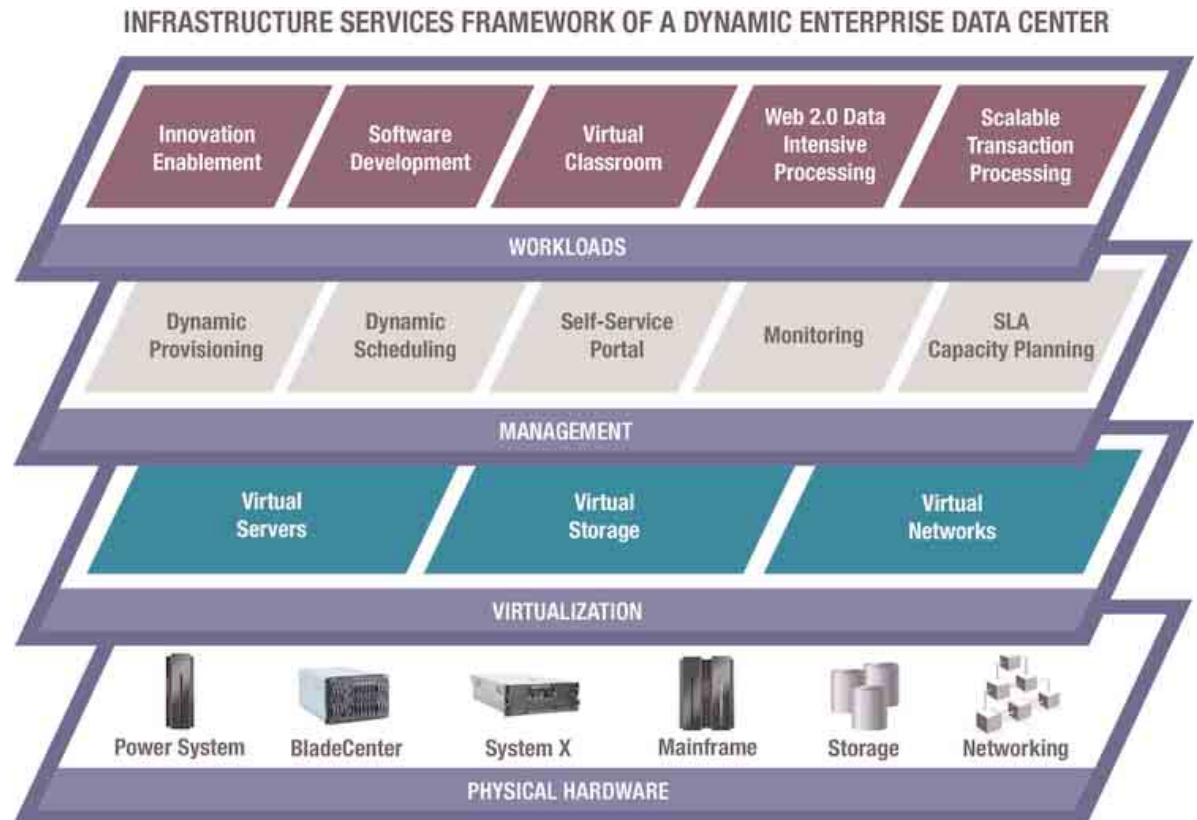 INFRASTRUCTURE SERVICES FRAMEWORK OF A DYNAMIC ENTERPRISE DATA CENTER
Innovation
Enablement
Software
Development
Virtual
Classroom
Web 2.0 Data
Intensive
Processing
Scalable
Transaction
Processing
WORKLOADS
Dynamic
Provisioning
Dynamic
Scheduling
Self-Service
Portal
Monitoring
SLA
Capacity Planning
MANAGEMENT
Virtual
Servers
Virtual
Storage
Virtual
Networks
VIRTUALIZATION
Power System
BladeCenter
System X
Mainframe
Storage
Networking
PHYSICAL HARDWARE